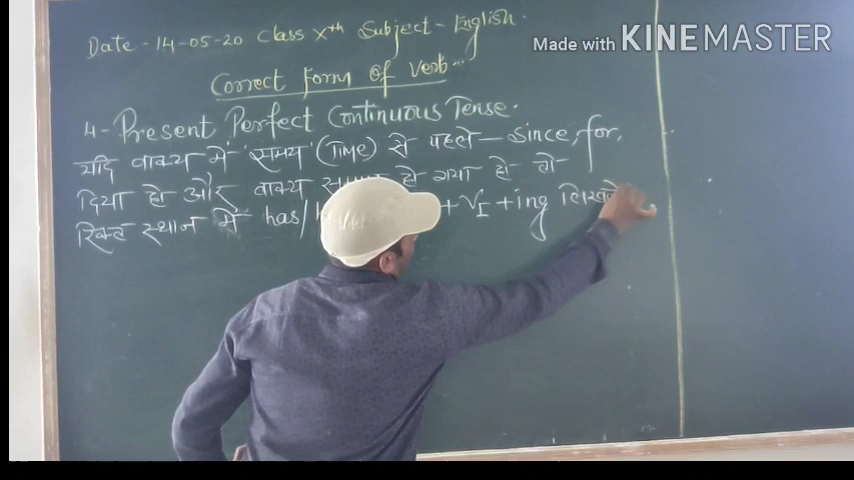 Made with KINEMASTER
Date - 14-05-20 Class Xth Subject - English.
Correct Form Of Verb...
4- Present Perfect Continuous Tense.
यदि वाक्य में 'समय' (Time) से पहले - Since, for,
दिया हो और वाक्य हो गया हो तो
रिक्त स्थान में has/ + V1 + ing